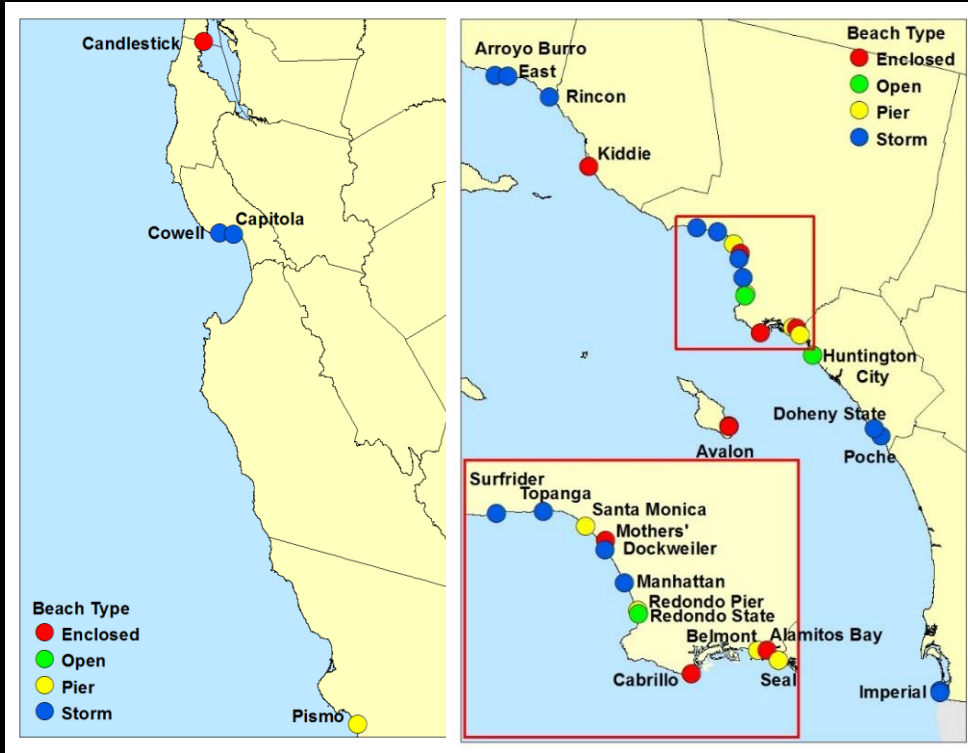 Candlestick
Cowell
Capitola
Pismo
Beach Type
Enclosed
Open
Pier
Storm
Arroyo Burro
East
Rincon
Kiddie
Beach Type
Enclosed
Open
Pier
Storm
Huntington
City
Doheny State
Poche
Avalon
Imperial
Surfrider
Topanga
Santa Monica
Mothers'
Dockweiler
Manhattan
Redondo Pier
Redondo State
Belmont
Alamitos Bay
Cabrillo
Seal